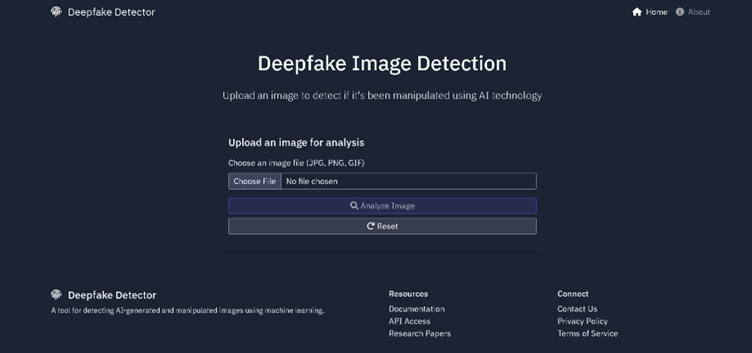 Deepfake Detector
Home About
Deepfake Image Detection
Upload an image to detect if it's been manipulated using AI technology
Upload an image for analysis
Choose an image file (JPG, PNG, GIF)
Choose File No file chosen
Analyze Image
Reset
Deepfake Detector
A tool for detecting AI-generated and manipulated images using machine learning.
Resources
Documentation
API Access
Research Papers
Connect
Contact Us
Privacy Policy
Terms of Service